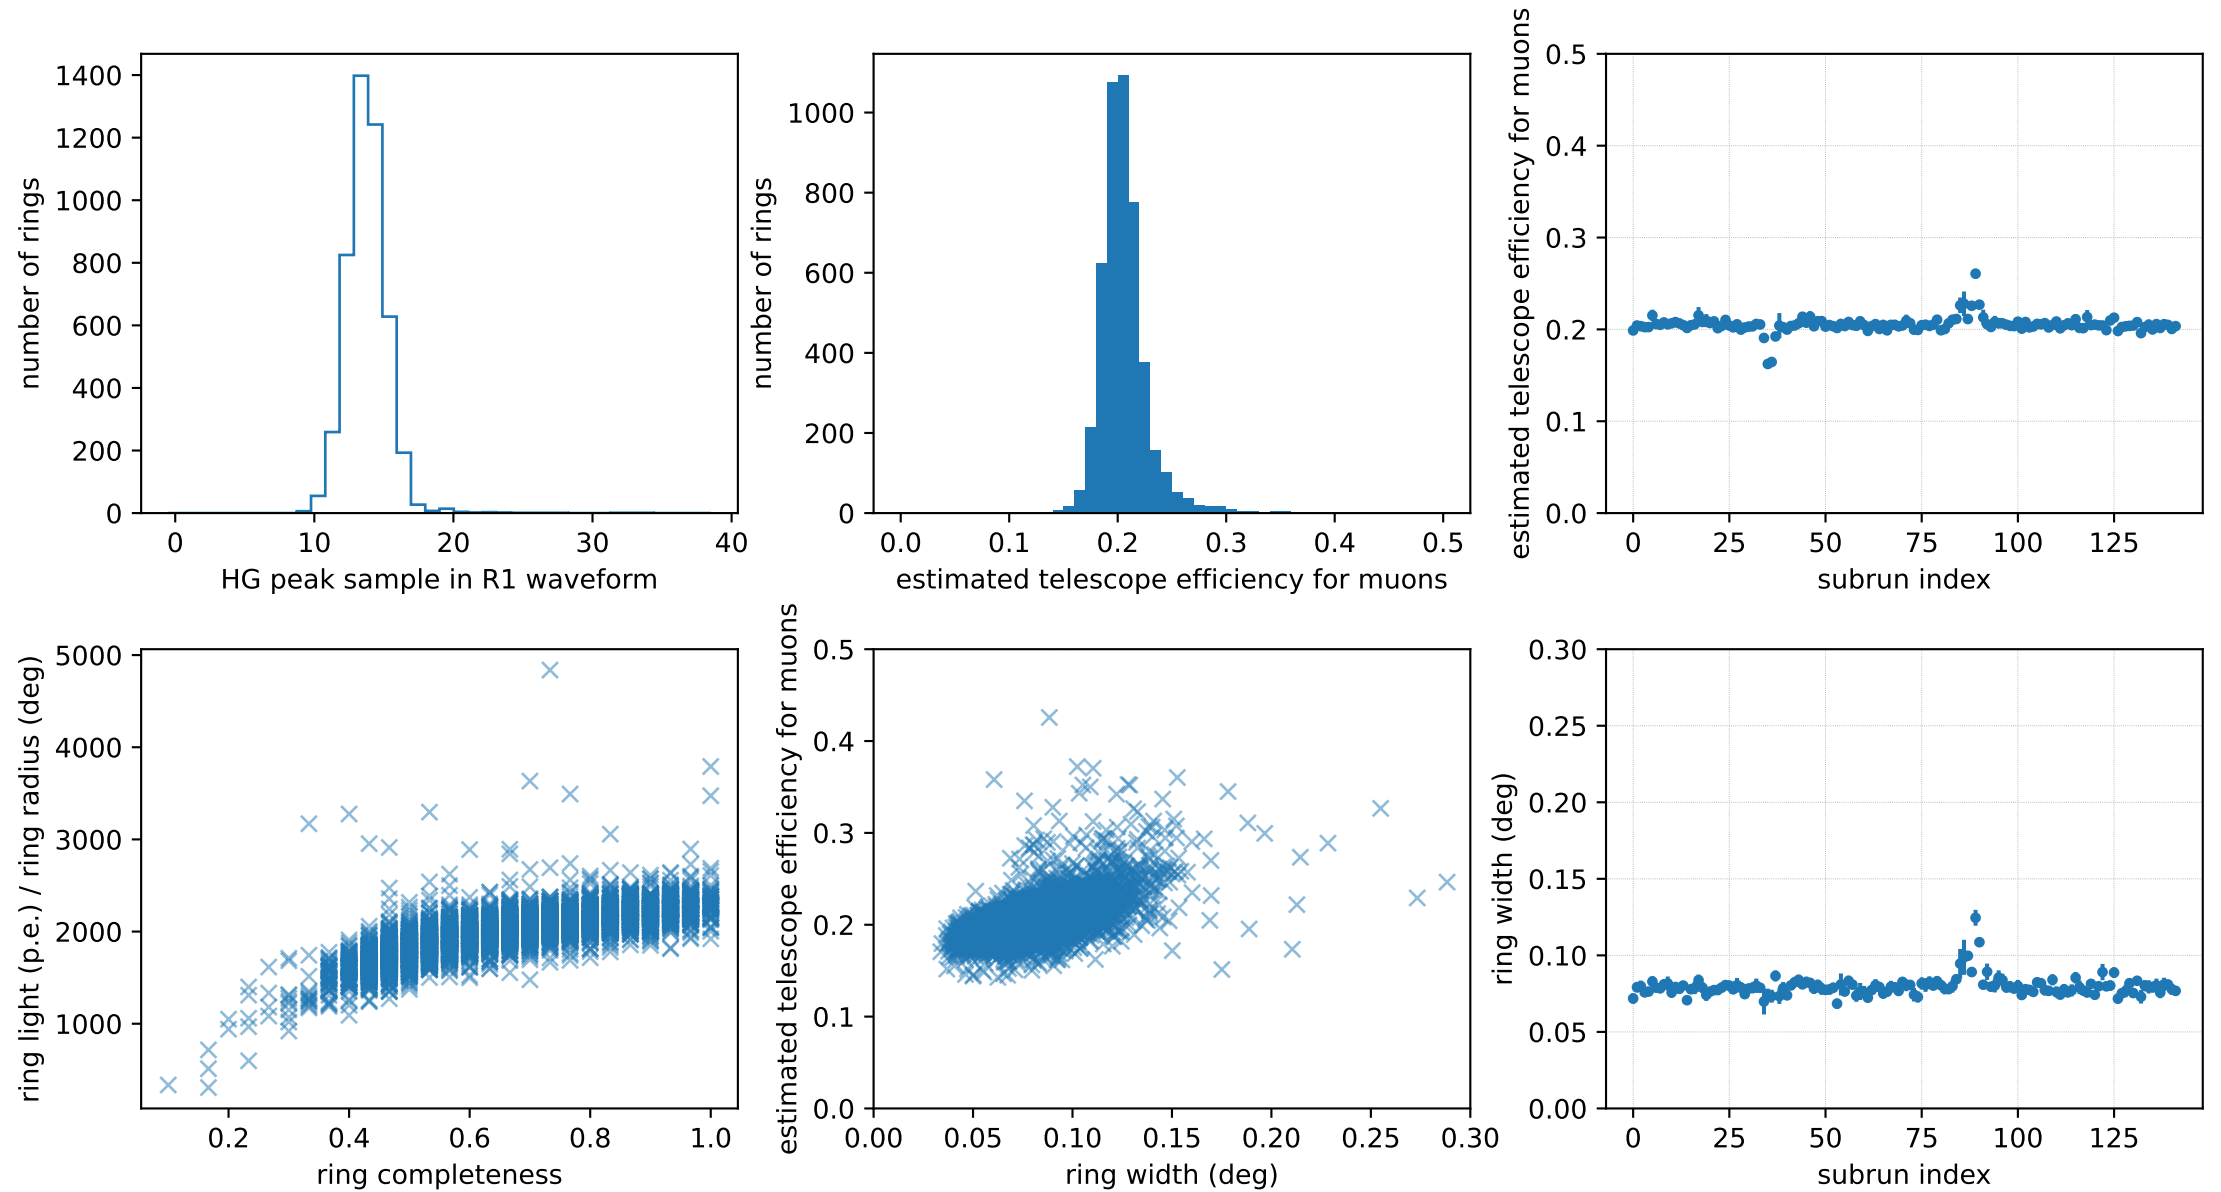 number of rings
1400
1200
1000
800
600
400
200
0
0 10 20 30 40
HG peak sample in R1 waveform
number of rings
1000
800
600
400
200
0
0.0 0.1 0.2 0.3 0.4 0.5
estimated telescope efficiency for muons
estimated telescope efficiency for muons
0.5
0.4
0.3
0.2
0.1
0.0
0 25 50 75 100 125
subrun index
ring light (p.e.) / ring radius (deg)
5000
4000
3000
2000
1000
0.2 0.4 0.6 0.8 1.0
ring completeness
estimated telescope efficiency for muons
0.5
0.4
0.3
0.2
0.1
0.0
0.00 0.05 0.10 0.15 0.20 0.25 0.30
ring width (deg)
ring width (deg)
0.30
0.25
0.20
0.15
0.10
0.05
0.00
0 25 50 75 100 125
subrun index